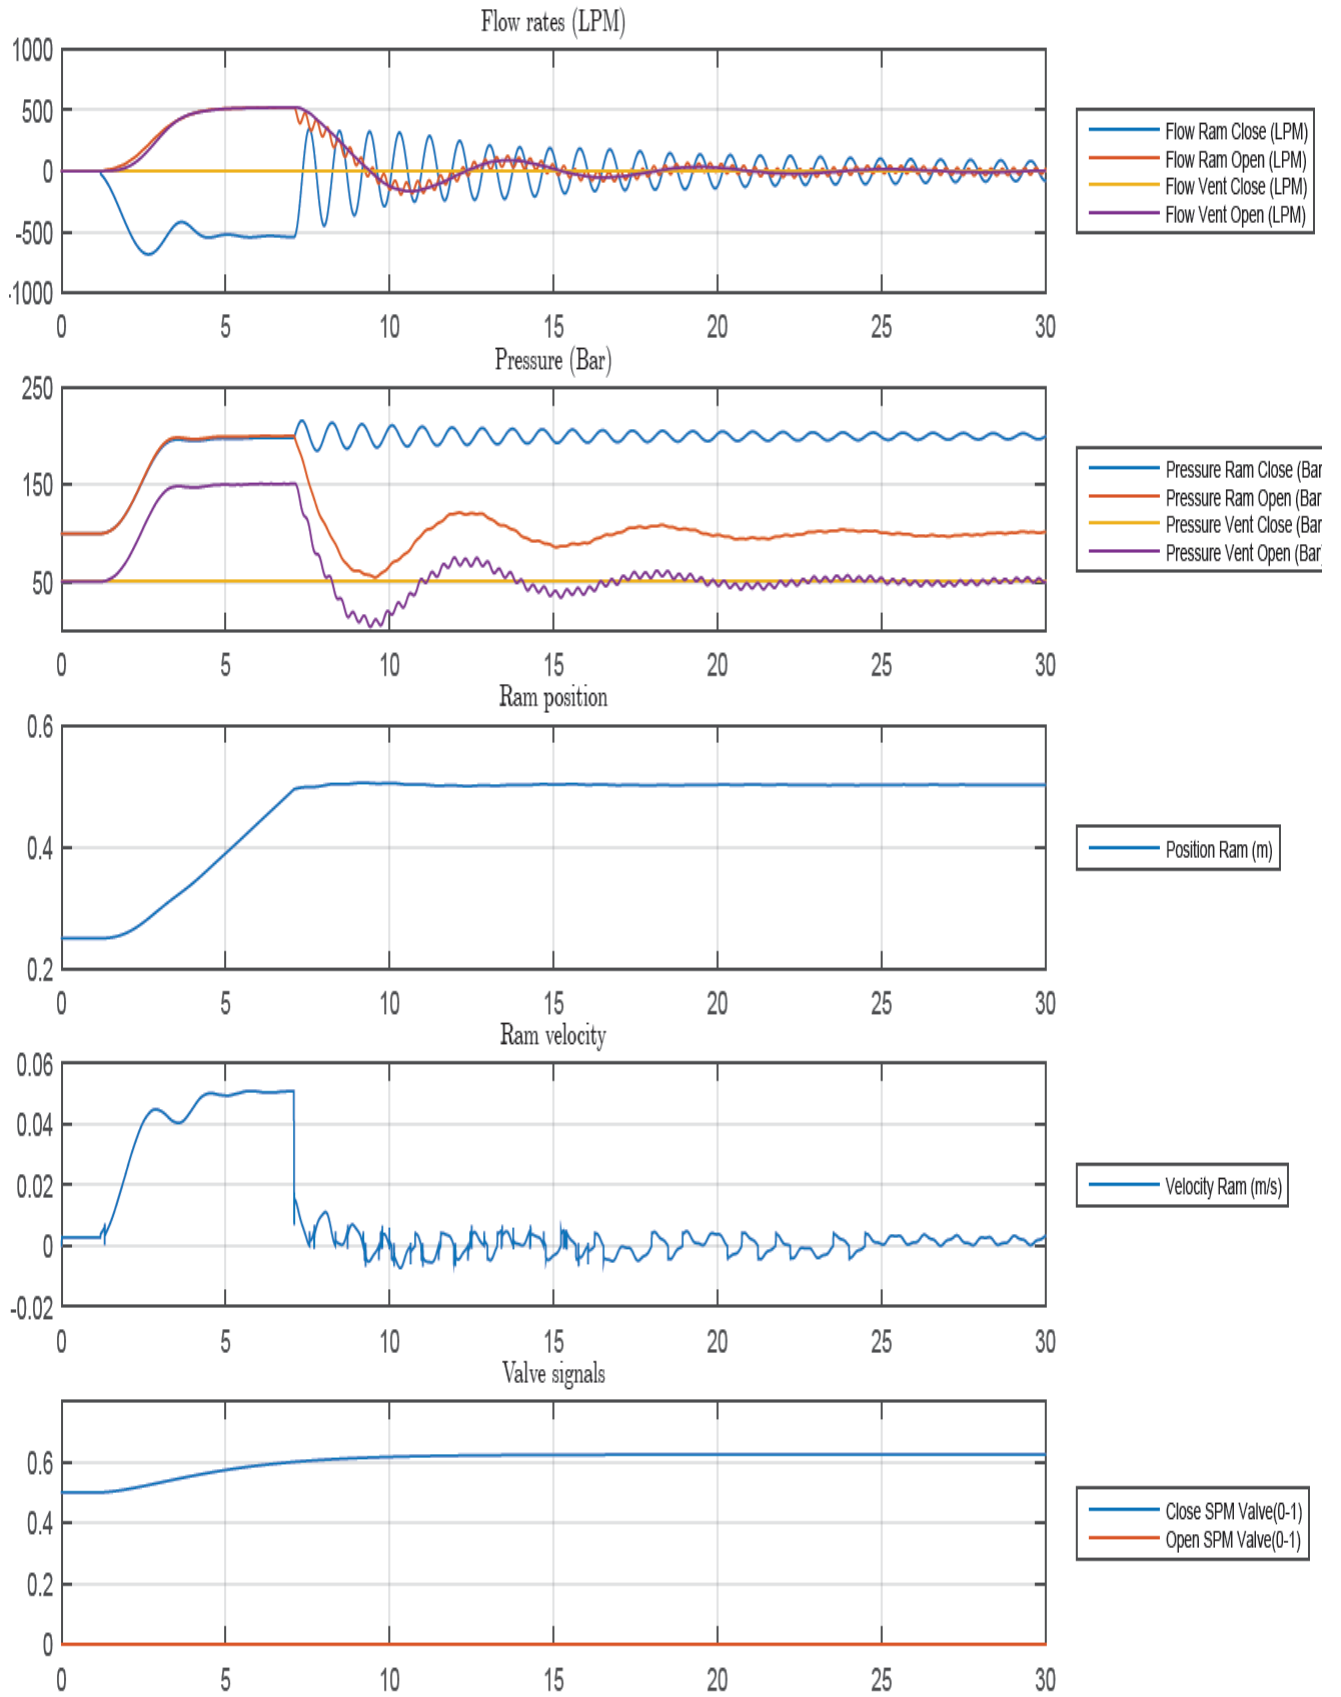 Flow rates (LPM)
1000
500
0
-500
-1000
0 5 10 15 20 25 30
Flow Ram Close (LPM)
Flow Ram Open (LPM)
Flow Vent Close (LPM)
Flow Vent Open (LPM)
Pressure (Bar)
250
150
50
0 5 10 15 20 25 30
Pressure Ram Close (Bar
Pressure Ram Open (Bar
Pressure Vent Close (Bar
Pressure Vent Open (Bar)
Ram position
0.6
0.4
0.2
0 5 10 15 20 25 30
Position Ram (m)
Ram velocity
0.06
0.04
0.02
0
-0.02
0 5 10 15 20 25 30
Velocity Ram (m/s)
Valve signals
0.6
0.4
0.2
0
0 5 10 15 20 25 30
Close SPM Valve(0-1)
Open SPM Valve(0-1)